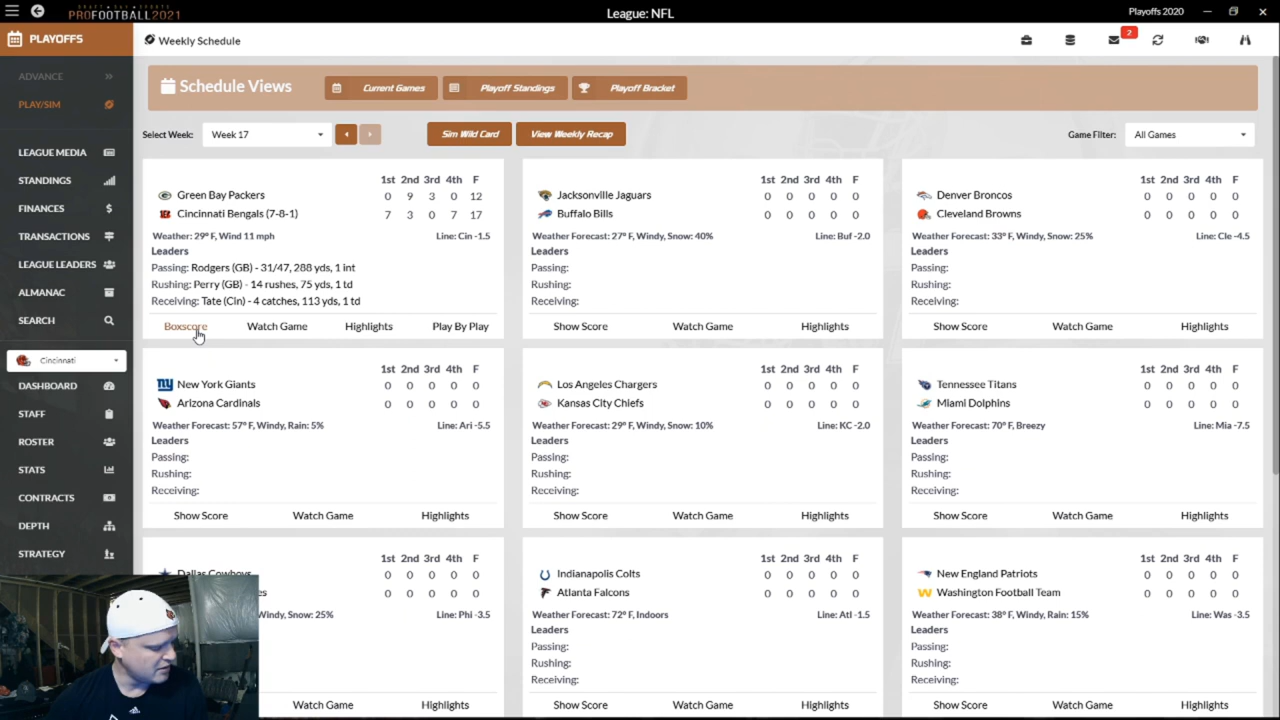 DRAFT DAY SPORTS
PROFOOTBALL2021
League: NFL
Playoffs 2020
PLAYOFFS
Weekly Schedule
2
ADVANCE
PLAY/SIM
LEAGUE MEDIA
STANDINGS
FINANCES
TRANSACTIONS
LEAGUE LEADERS
ALMANAC
SEARCH
Cincinnati
DASHBOARD
STAFF
ROSTER
STATS
CONTRACTS
DEPTH
STRATEGY
Schedule Views
Current Games
Playoff Standings
Playoff Bracket
Select Week: Week 17
Sim Wild Card
View Weekly Recap
Game Filter: All Games
1st 2nd 3rd 4th F
Green Bay Packers 0 9 3 0 12
Cincinnati Bengals (7-8-1) 7 3 0 7 17
Weather: 29° F, Wind 11 mph Line: Cin -1.5
Leaders
Passing: Rodgers (GB) - 31/47, 288 yds, 1 int
Rushing: Perry (GB) - 14 rushes, 75 yds, 1 td
Receiving: Tate (Cin) - 4 catches, 113 yds, 1 td
Boxscore Watch Game Highlights Play By Play
1st 2nd 3rd 4th F
Jacksonville Jaguars 0 0 0 0 0
Buffalo Bills 0 0 0 0 0
Weather Forecast: 27° F, Windy, Snow: 40% Line: Buf -2.0
Leaders
Passing:
Rushing:
Receiving:
Show Score Watch Game Highlights
1st 2nd 3rd 4th F
Denver Broncos 0 0 0 0 0
Cleveland Browns 0 0 0 0 0
Weather Forecast: 33° F, Windy, Snow: 25% Line: Cle -4.5
Leaders
Passing:
Rushing:
Receiving:
Show Score Watch Game Highlights
1st 2nd 3rd 4th F
New York Giants 0 0 0 0 0
Arizona Cardinals 0 0 0 0 0
Weather Forecast: 57° F, Windy, Rain: 5% Line: Ari -5.5
Leaders
Passing:
Rushing:
Receiving:
Show Score Watch Game Highlights
1st 2nd 3rd 4th F
Los Angeles Chargers 0 0 0 0 0
Kansas City Chiefs 0 0 0 0 0
Weather Forecast: 29° F, Windy, Snow: 10% Line: KC -2.0
Leaders
Passing:
Rushing:
Receiving:
Show Score Watch Game Highlights
1st 2nd 3rd 4th F
Tennessee Titans 0 0 0 0 0
Miami Dolphins 0 0 0 0 0
Weather Forecast: 70° F, Breezy Line: Mia -7.5
Leaders
Passing:
Rushing:
Receiving:
Show Score Watch Game Highlights
1st 2nd 3rd 4th F
Dallas Cowboys 0 0 0 0 0
es 0 0 0 0 0
Windy, Snow: 25% Line: Phi -3.5
Watch Game Highlights
1st 2nd 3rd 4th F
Indianapolis Colts 0 0 0 0 0
Atlanta Falcons 0 0 0 0 0
Weather Forecast: 72° F, Indoors Line: Atl -1.5
Leaders
Passing:
Rushing:
Receiving:
Show Score Watch Game Highlights
1st 2nd 3rd 4th F
New England Patriots 0 0 0 0 0
Washington Football Team 0 0 0 0 0
Weather Forecast: 38° F, Windy, Rain: 15% Line: Was -3.5
Leaders
Passing:
Rushing:
Receiving:
Show Score Watch Game Highlights